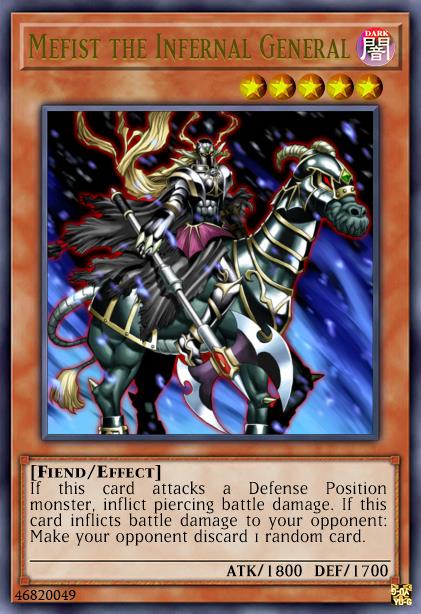 Mefist the Infernal General
DARK
闇
[Fiend/Effect]
If this card attacks a Defense Position
monster, inflict piercing battle damage. If this
card inflicts battle damage to your opponent:
Make your opponent discard 1 random card.
ATK/1800 DEF/1700
46820049